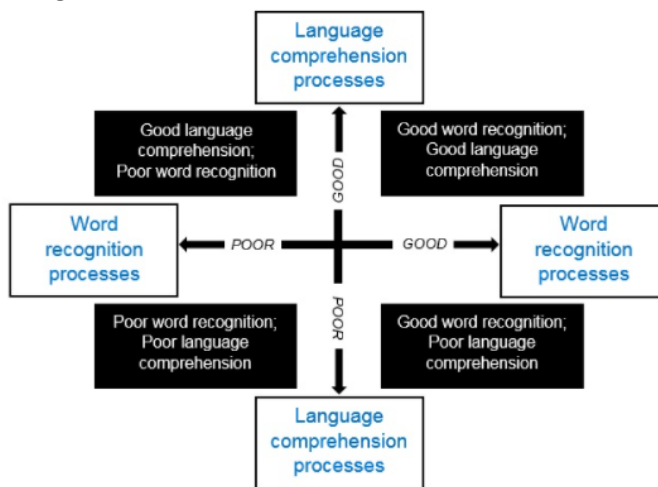 Language
comprehension
processes
Good language
comprehension;
Poor word recognition
GOOD
Good word recognition;
Good language
comprehension
Word
recognition
processes
POOR
GOOD
Word
recognition
processes
Poor word recognition;
Poor language
comprehension
POOR
Good word recognition;
Poor language
comprehension
Language
comprehension
processes